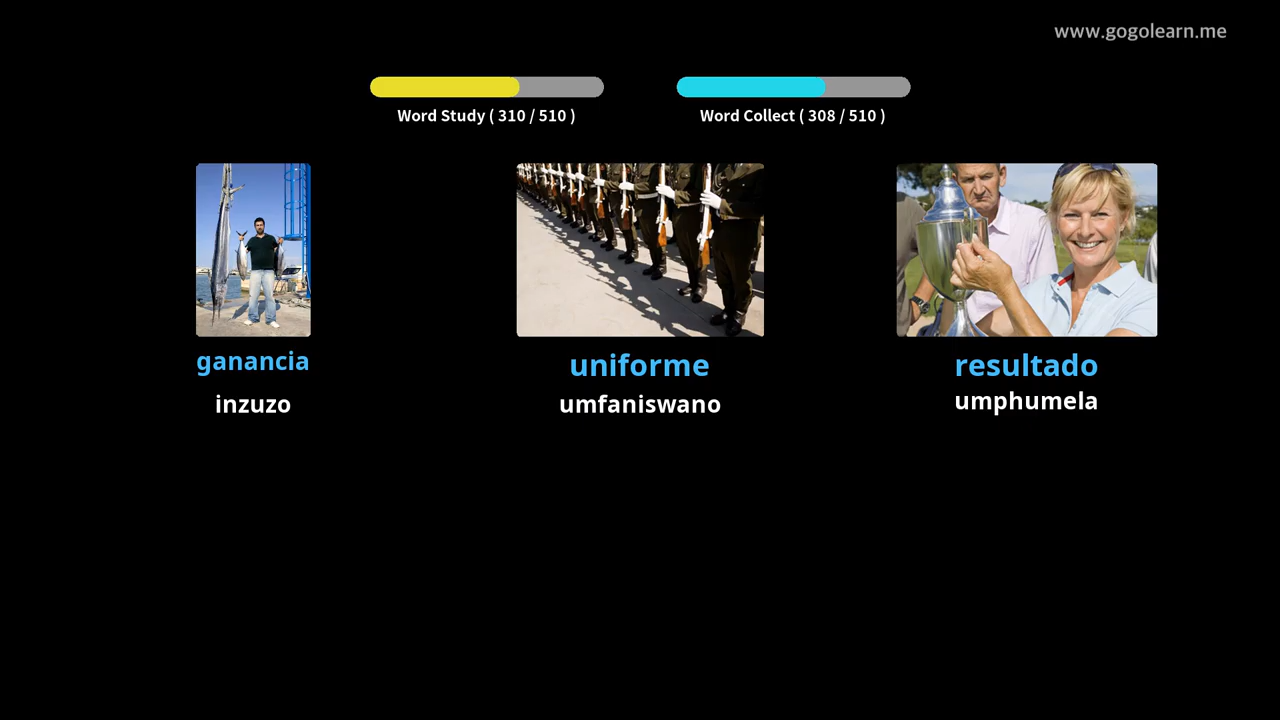 www.gogolearn.me
Word Study ( 310 / 510 )
Word Collect ( 308 / 510 )
ganancia
uniforme
resultado
inzuzo
umfaniswano
umphumela